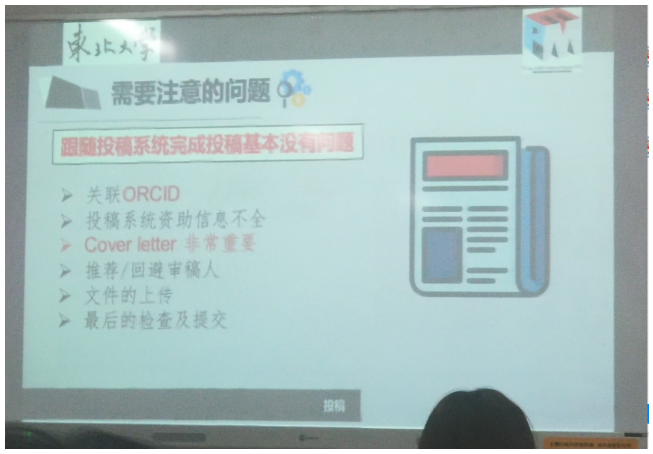 東北大学
需要注意的问题
跟随投稿系统完成投稿基本没有问题
➢ 关联ORCID
➢ 投稿系统资助信息不全
➢ Cover letter 非常重要
➢ 推荐/回避审稿人
➢ 文件的上传
➢ 最后的检查及提交
投稿